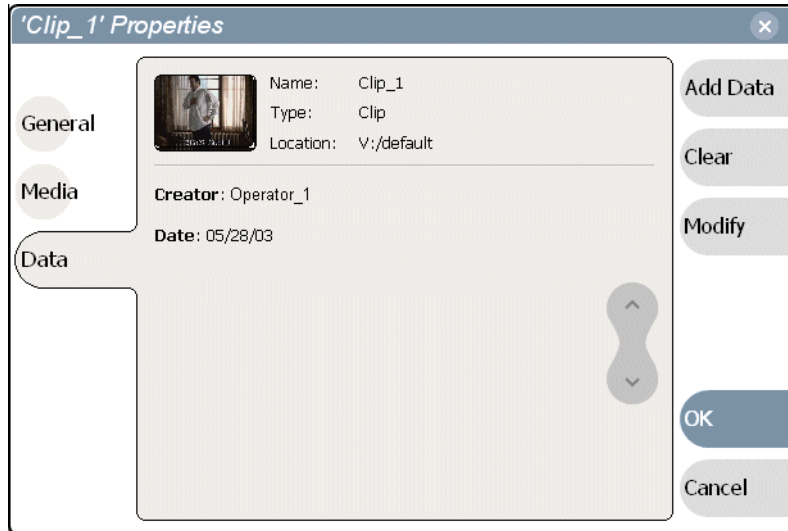 'Clip_1' Properties
General
Media
Data
Name: Clip_1
Type: Clip
Location: V:/default
Creator: Operator_1
Date: 05/28/03
Add Data
Clear
Modify
OK
Cancel